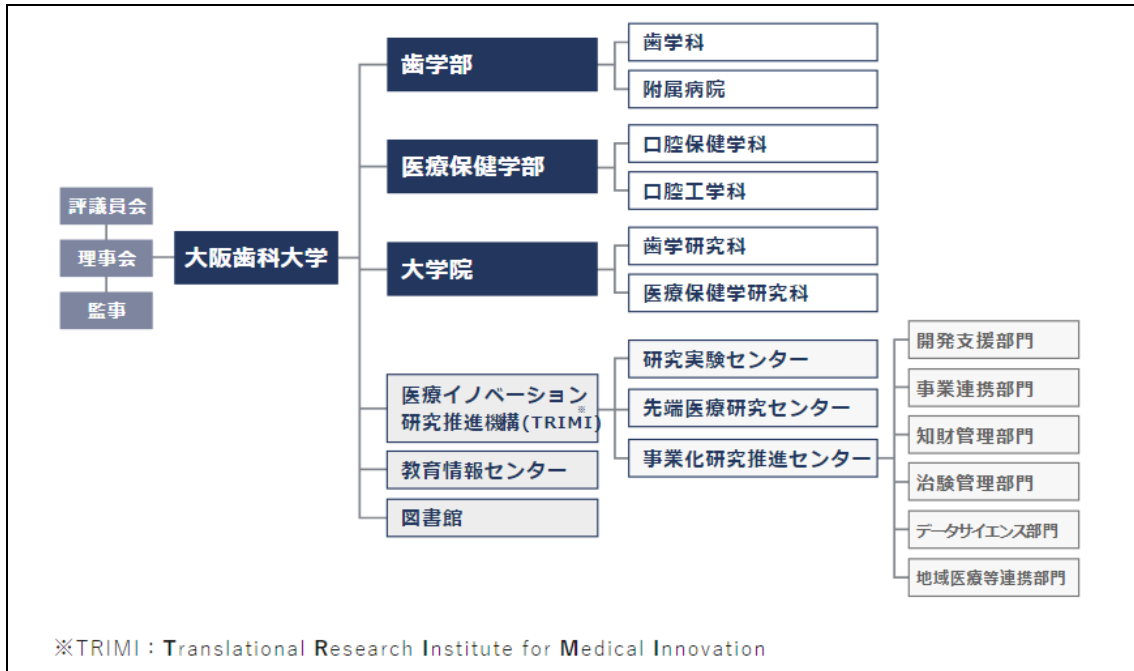 歯学部
歯学科
附属病院
医療保健学部
口腔保健学科
口腔工学科
評議員会
理事会
監事
大阪歯科大学
大学院
歯学研究科
医療保健学研究科
医療イノベーション
研究推進機構(TRIMI)※
研究実験センター
先端医療研究センター
事業化研究推進センター
開発支援部門
事業連携部門
知財管理部門
治験管理部門
データサイエンス部門
地域医療等連携部門
教育情報センター
図書館
※TRIMI：Translational Research Institute for Medical Innovation